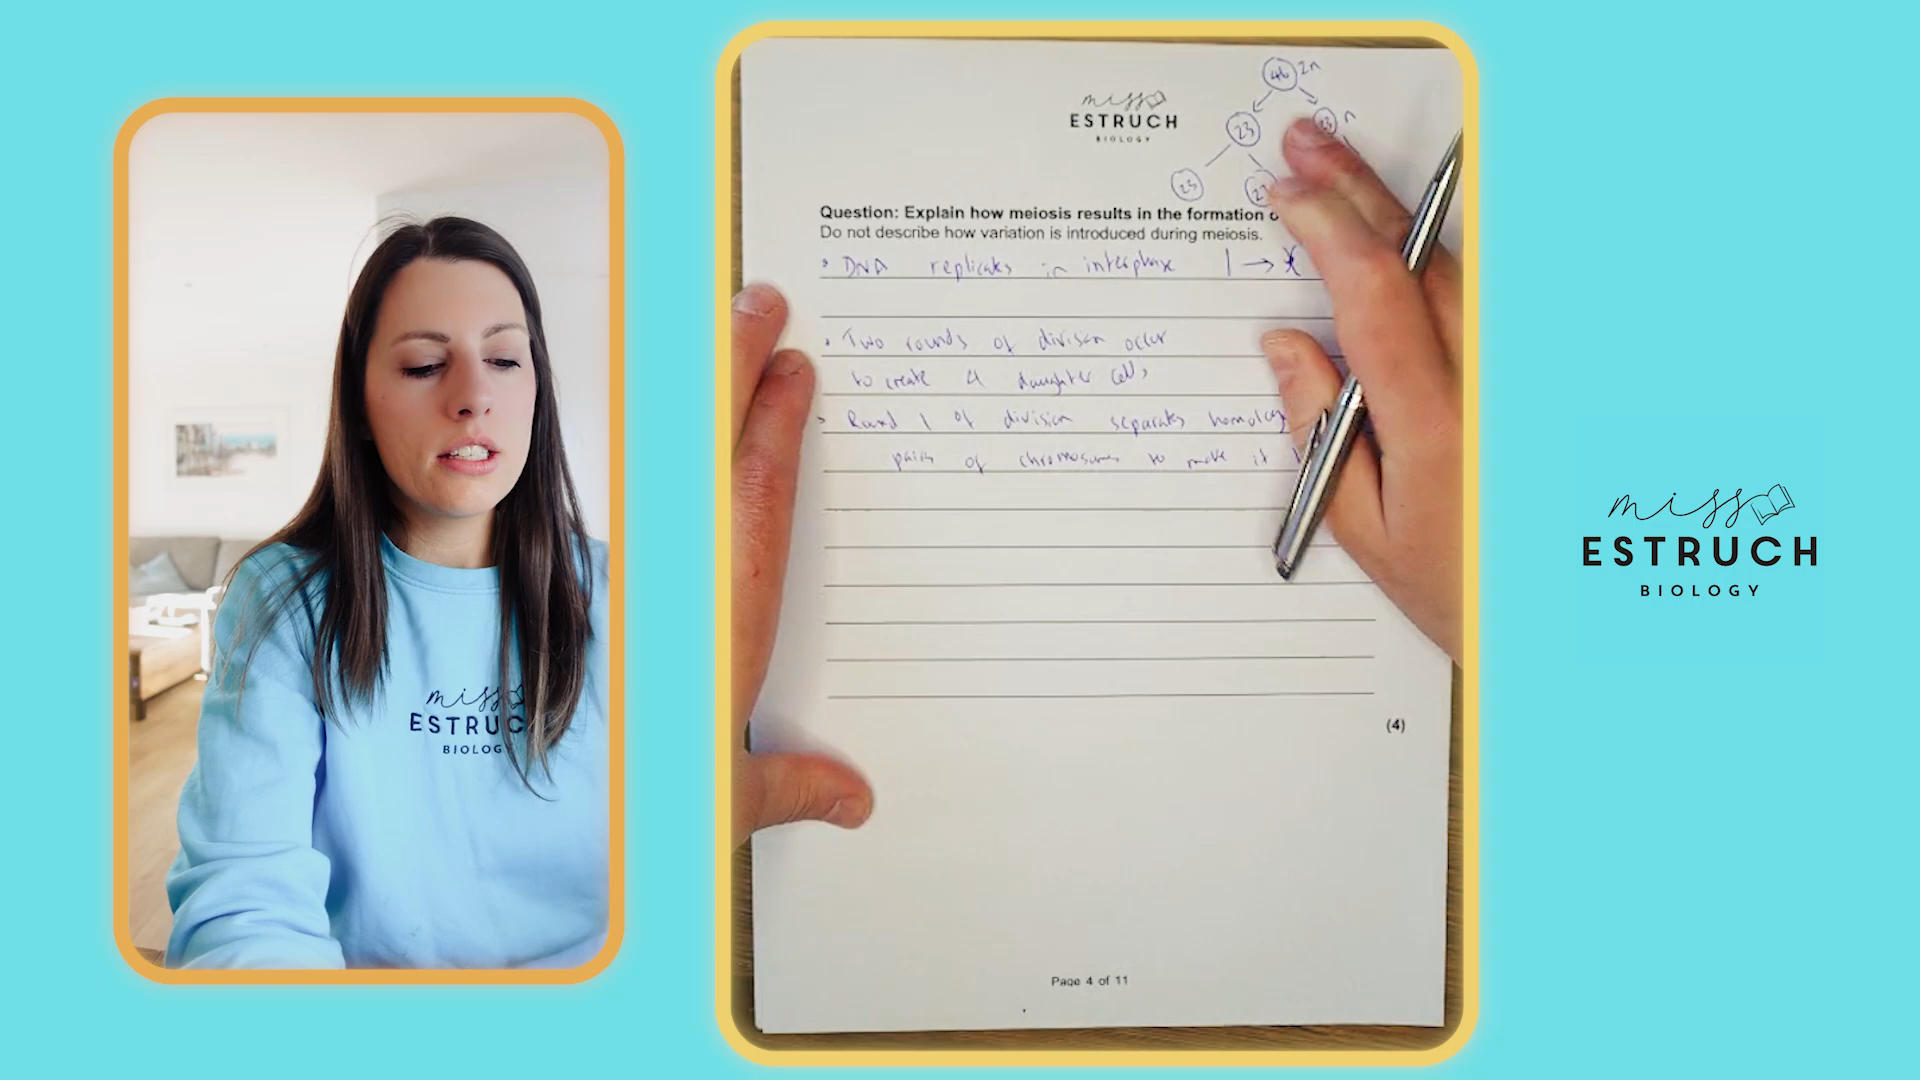 miss
ESTRUCH
BIOLOGY
46 2n
23 23 n
23
Question: Explain how meiosis results in the formation o
Do not describe how variation is introduced during meiosis.
• DNA replicates in interphase | → X
• Two rounds of division occur
to create 4 daughter cells
> Round 1 of division separates homolog
pairs of chromosomes to make it
(4)
Page 4 of 11
miss
ESTRUC
BIOLOG
miss
ESTRUCH
BIOLOGY